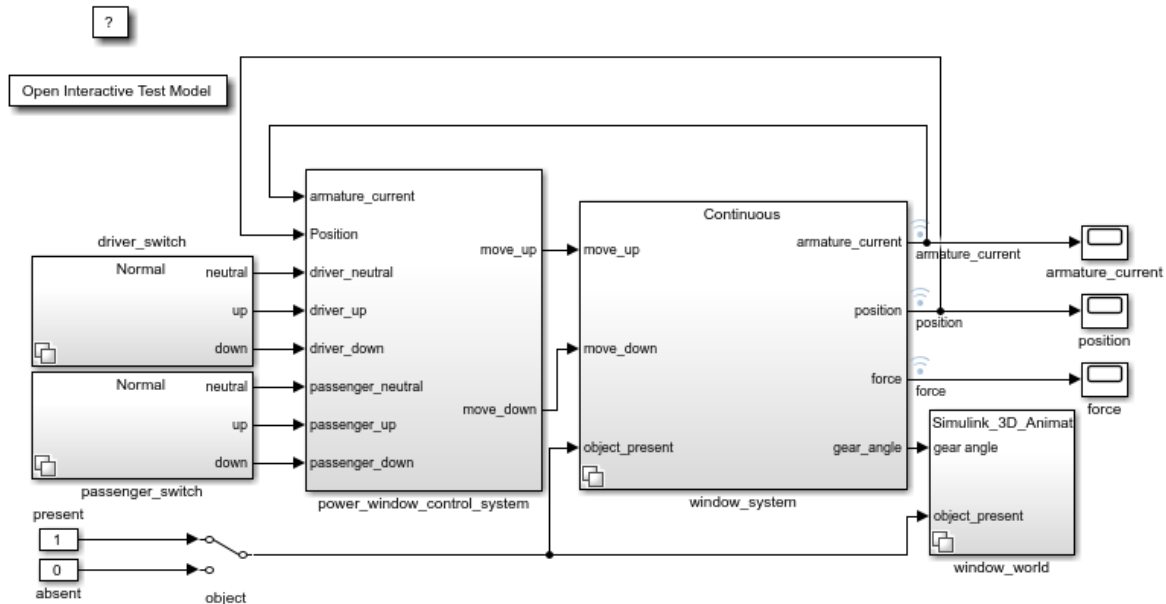 ?
Open Interactive Test Model
driver_switch
Normal
neutral
up
down
Normal
neutral
up
down
passenger_switch
present
1
0
absent
object
armature_current
Position
driver_neutral
driver_up
driver_down
passenger_neutral
passenger_up
passenger_down
move_up
move_down
power_window_control_system
Continuous
move_up
move_down
object_present
armature_current
position
force
gear_angle
window_system
armature_current
position
force
armature_current
position
force
Simulink_3D_Animat
gear angle
object_present
window_world